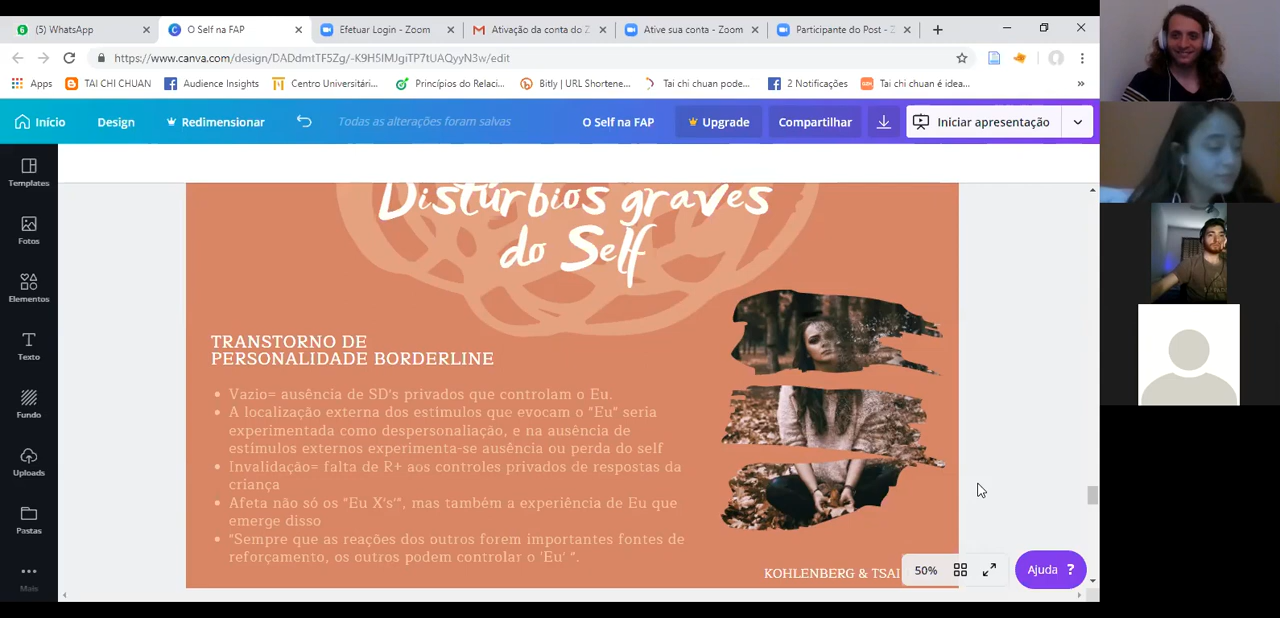 (5) WhatsApp
O Self na FAP
Efetuar Login - Zoom
Ativação da conta do Z
Ative sua conta - Zoom
Participante do Post - Z
https://www.canva.com/design/DADdmtTF5Zg/-K9H5IMJgiTP7tUAQyyN3w/edit
Apps
TAI CHI CHUAN
Audience Insights
Centro Universitári...
Princípios do Relaci...
Bitly | URL Shortene...
Tai chi chuan pode...
2 Notificações
Tai chi chuan é idea...
»
Início
Design
Redimensionar
Todas as alterações foram salvas
O Self na FAP
Upgrade
Compartilhar
Iniciar apresentação
Templates
Fotos
Elementos
Texto
Fundo
Uploads
Pastas
Mais
Distúrbios graves
do Self
TRANSTORNO DE
PERSONALIDADE BORDERLINE
• Vazio= ausência de SD's privados que controlam o Eu.
• A localização externa dos estímulos que evocam o "Eu" seria
experimentada como despersonaliação, e na ausência de
estímulos externos experimenta-se ausência ou perda do self
• Invalidação= falta de R+ aos controles privados de respostas da
criança
• Afeta não só os "Eu X's'", mas também a experiência de Eu que
emerge disso
• "Sempre que as reações dos outros forem importantes fontes de
reforçamento, os outros podem controlar o 'Eu' ".
KOHLENBERG & TSAI
50%
Ajuda ?